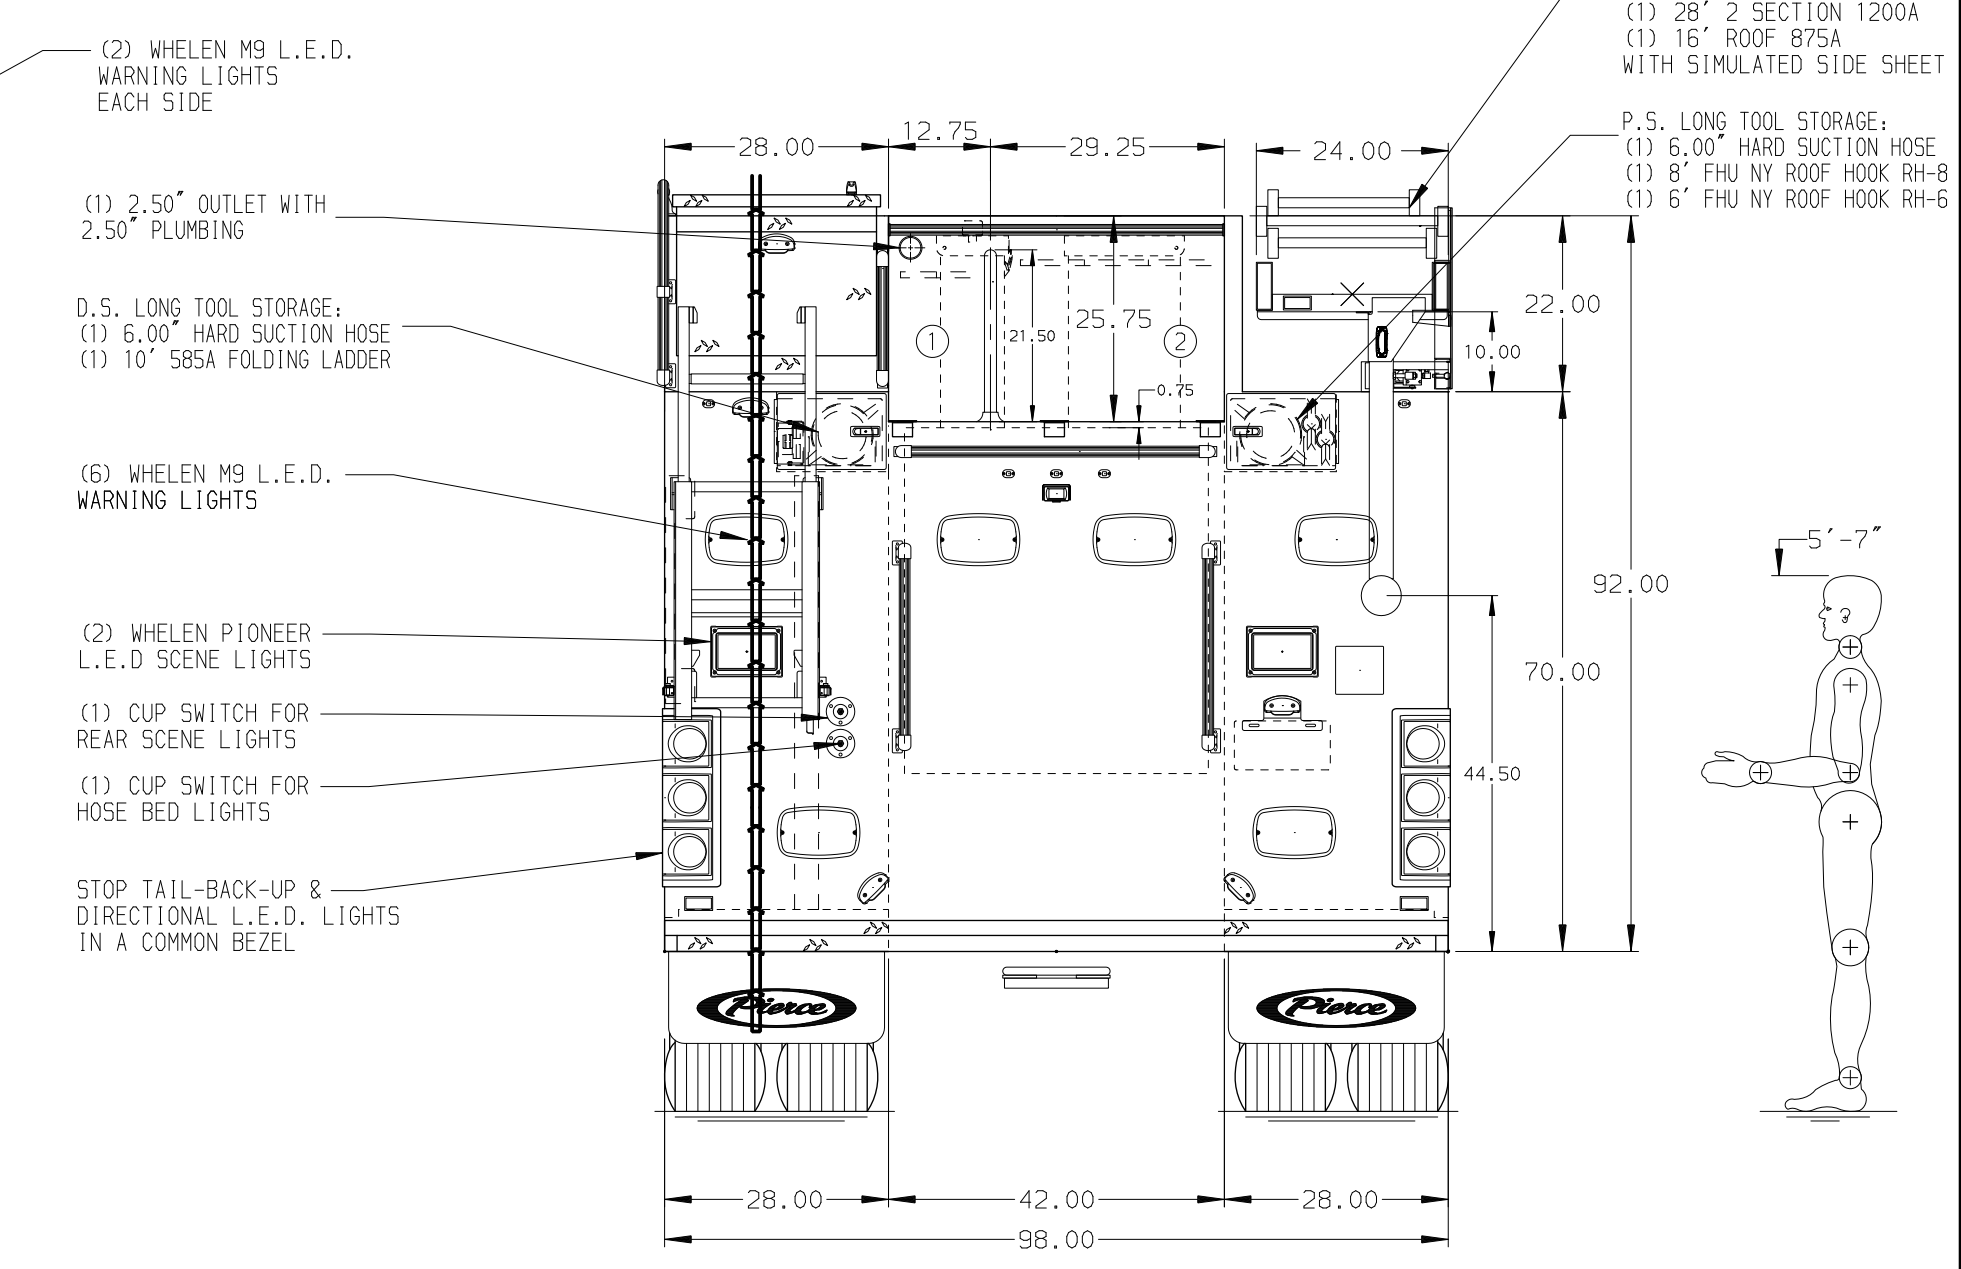 (2) WHELEN M9 L.E.D.
WARNING LIGHTS
EACH SIDE
(1) 28' 2 SECTION 1200A
(1) 16' ROOF 875A
WITH SIMULATED SIDE SHEET
P.S. LONG TOOL STORAGE:
(1) 6.00" HARD SUCTION HOSE
(1) 8' FHU NY ROOF HOOK RH-8
(1) 6' FHU NY ROOF HOOK RH-6
28.00
12.75
29.25
24.00
(1) 2.50" OUTLET WITH
2.50" PLUMBING
D.S. LONG TOOL STORAGE:
(1) 6.00" HARD SUCTION HOSE
(1) 10' 585A FOLDING LADDER
1
21.50
25.75
2
0.75
22.00
10.00
(6) WHELEN M9 L.E.D.
WARNING LIGHTS
5'-7"
92.00
70.00
44.50
(2) WHELEN PIONEER
L.E.D SCENE LIGHTS
(1) CUP SWITCH FOR
REAR SCENE LIGHTS
(1) CUP SWITCH FOR
HOSE BED LIGHTS
STOP TAIL-BACK-UP &
DIRECTIONAL L.E.D. LIGHTS
IN A COMMON BEZEL
Pierce
Pierce
28.00
42.00
28.00
98.00